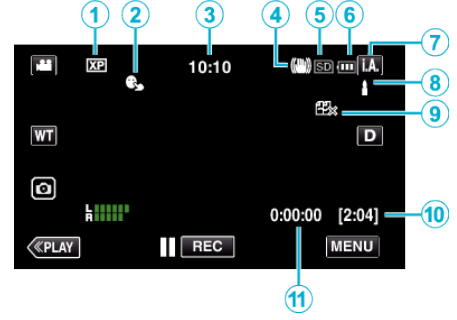 1 2 3 4 5 6 7
XP 10:10 SD I.A.
8
9
WT D
L
R
0:00:00 [2:04] 10
≪PLAY REC MENU
11